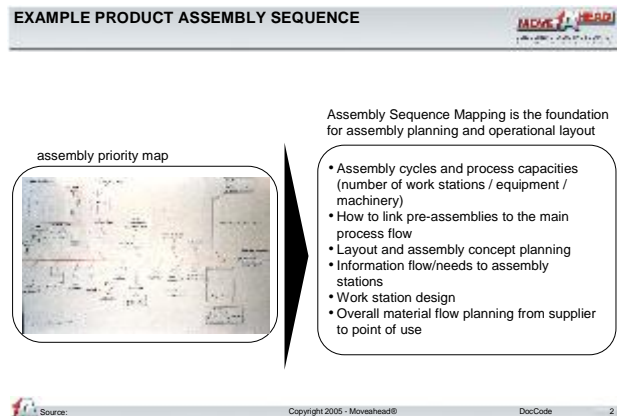 EXAMPLE PRODUCT ASSEMBLY SEQUENCE
MOVE AHEAD!
Assembly Sequence Mapping is the foundation
for assembly planning and operational layout
assembly priority map
• Assembly cycles and process capacities
(number of work stations / equipment /
machinery)
• How to link pre-assemblies to the main
process flow
• Layout and assembly concept planning
• Information flow/needs to assembly
stations
• Work station design
• Overall material flow planning from supplier
to point of use
Source:
Copyright 2005 - Moveahead®
DocCode
2